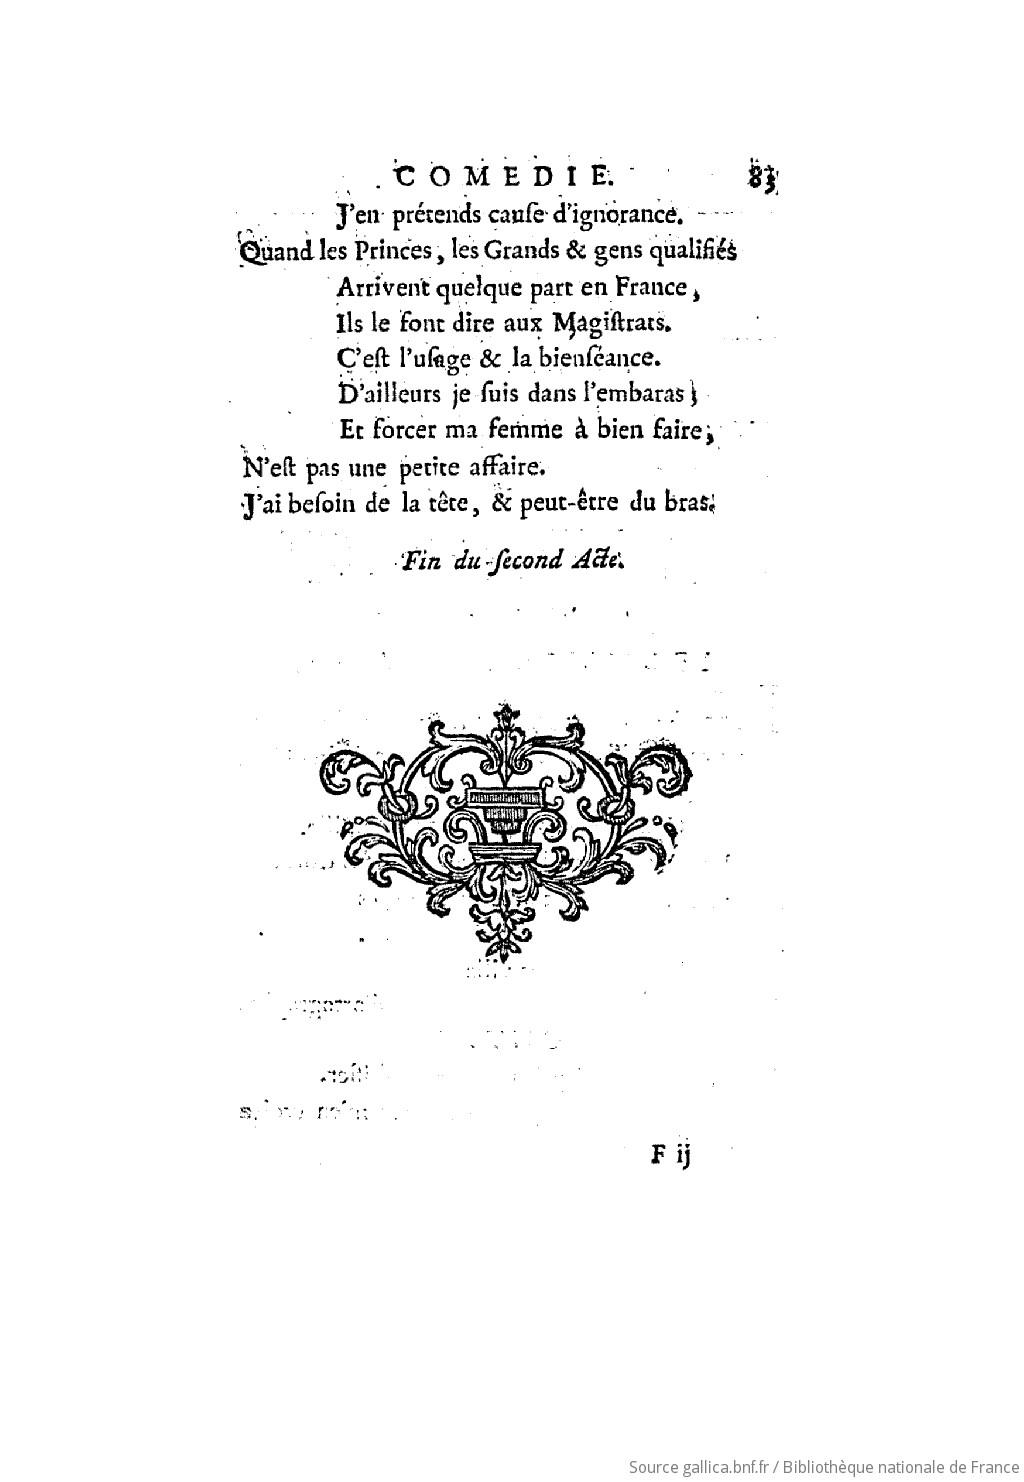 COMEDIE. 83
J'en prétends cauſe d'ignorance.
Quand les Princes, les Grands & gens qualifiés
Arrivent quelque part en France,
Ils le font dire aux Magiſtrats.
C'eſt l'uſage & la bienſéance.
D'ailleurs je ſuis dans l'embaras;
Et forcer ma femme à bien faire,
N'eſt pas une petite affaire.
J'ai beſoin de la tête, & peut-être du bras.
Fin du ſecond Acte.
F ij
Source gallica.bnf.fr / Bibliothèque nationale de France